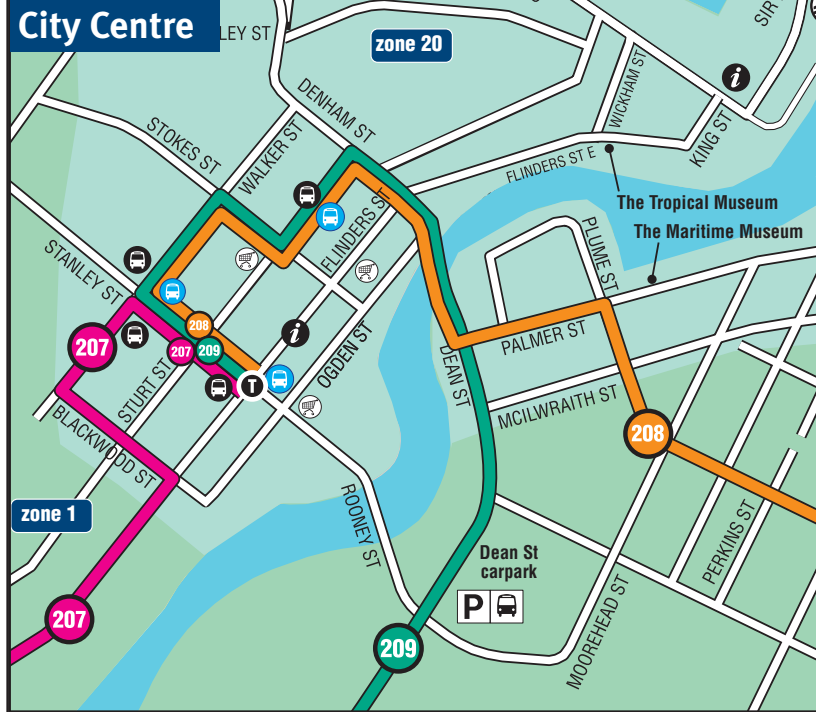 City Centre
LEY ST
zone 20
SIR
WICKHAM ST
i
KING ST
DENHAM ST
STOKES ST
WALKER ST
FLINDERS ST E
The Tropical Museum
The Maritime Museum
FLINDERS ST
PLUME ST
STANLEY ST
208
207
207
209
i
OGDEN ST
PALMER ST
DEAN ST
STURT ST
T
MCILWRAITH ST
BLACKWOOD ST
208
zone 1
ROONEY ST
PERKINS ST
Dean St
carpark
P
MOOREHEAD ST
207
209